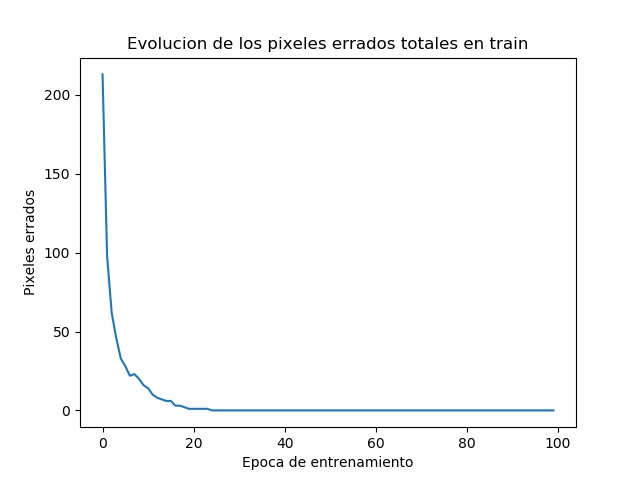 Evolucion de los pixeles errados totales en train
200
150
100
50
0
Pixeles errados
0 20 40 60 80 100
Epoca de entrenamiento